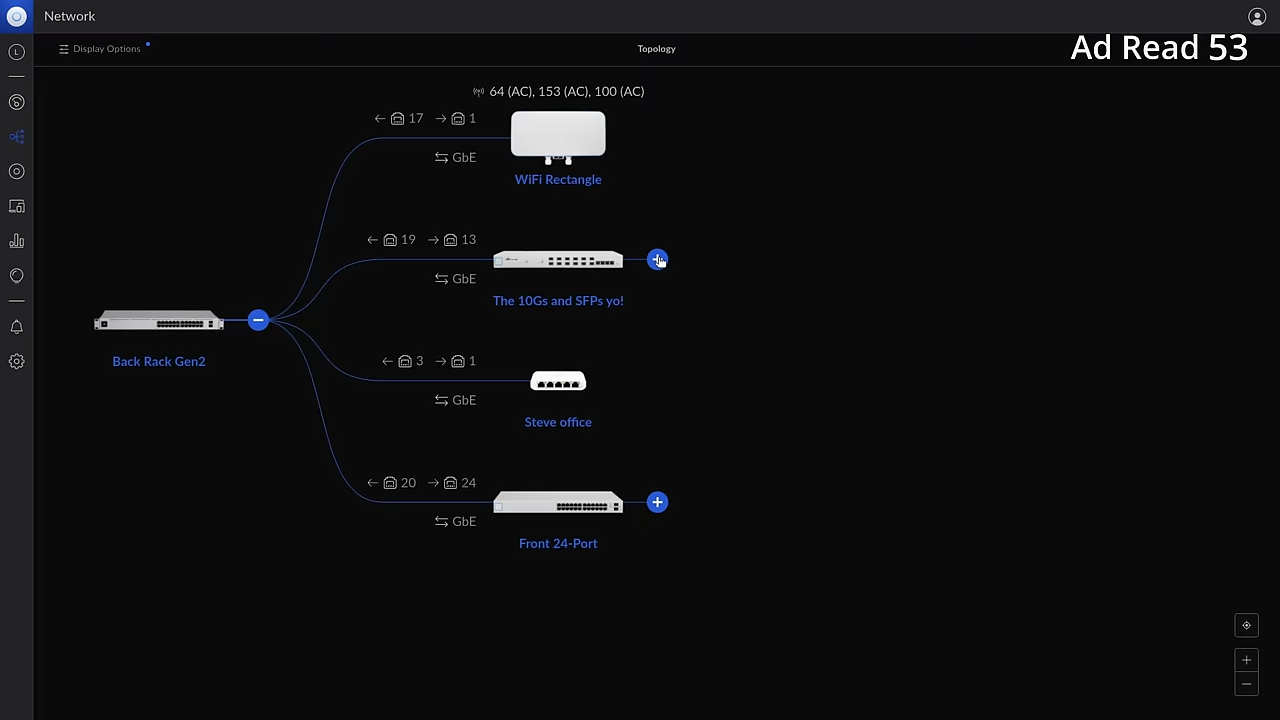 Network
Display Options
Topology
Ad Read 53
64 (AC), 153 (AC), 100 (AC)
← 17 → 1
GbE
WiFi Rectangle
← 19 → 13
GbE
The 10Gs and SFPs yo!
Back Rack Gen2
← 3 → 1
GbE
Steve office
← 20 → 24
GbE
Front 24-Port